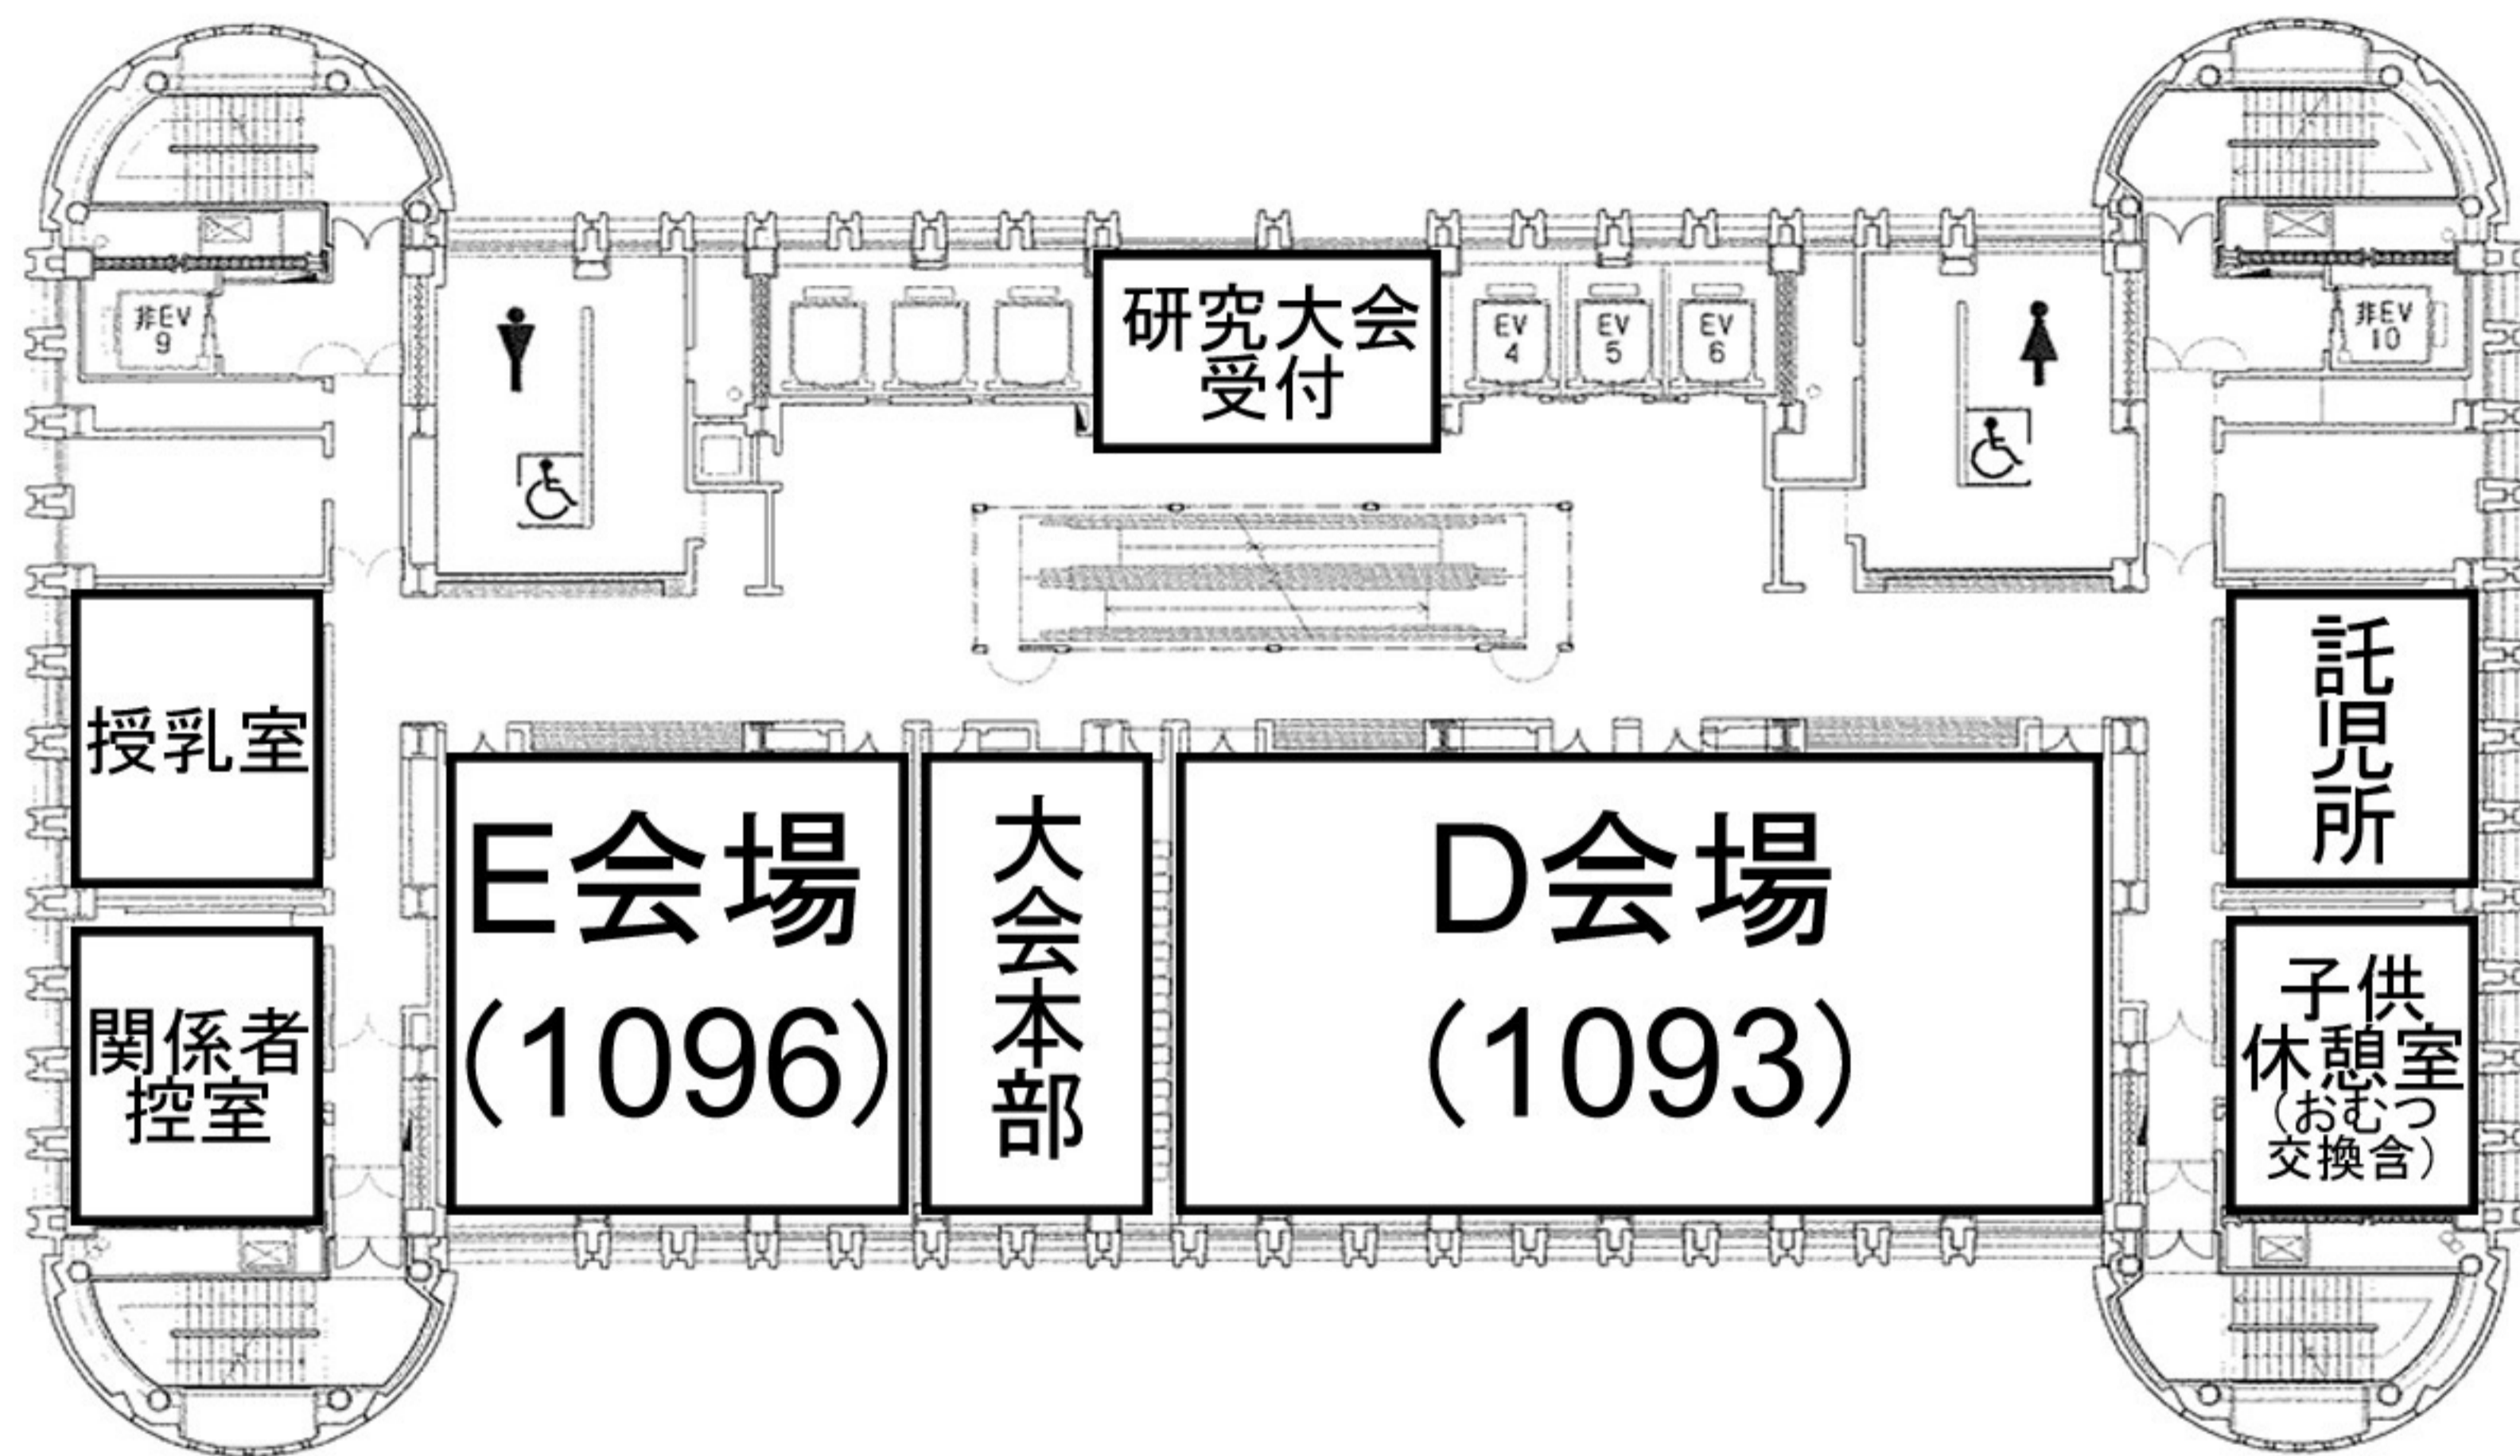 研究大会
受付
非EV
9
EV
4
EV
5
EV
6
非EV
10
授乳室
託児所
E会場
（1096）
大会本部
D会場
（1093）
関係者
控室
子供
休憩室
（おむつ
交換含）